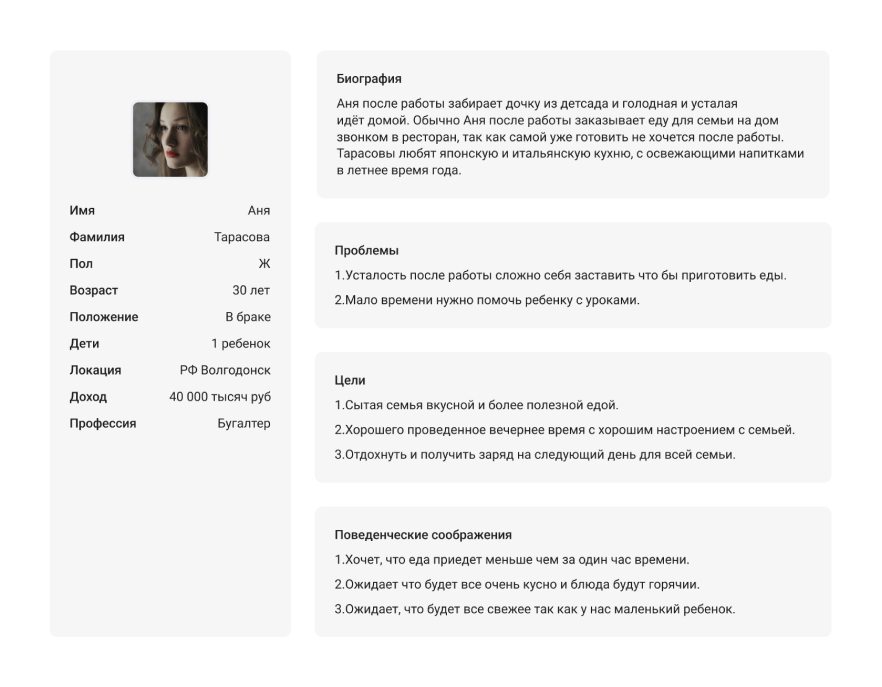 Имя Аня
Фамилия Тарасова
Пол Ж
Возраст 30 лет
Положение В браке
Дети 1 ребенок
Локация РФ Волгодонск
Доход 40 000 тысяч руб
Профессия Бугалтер
Биография
Аня после работы забирает дочку из детсада и голодная и усталая
идёт домой. Обычно Аня после работы заказывает еду для семьи на дом
звонком в ресторан, так как самой уже готовить не хочется после работы.
Тарасовы любят японскую и итальянскую кухню, с освежающими напитками
в летнее время года.
Проблемы
1.Усталость после работы сложно себя заставить что бы приготовить еды.
2.Мало времени нужно помочь ребенку с уроками.
Цели
1.Сытая семья вкусной и более полезной едой.
2.Хорошего проведенное вечернее время с хорошим настроением с семьей.
3.Отдохнуть и получить заряд на следующий день для всей семьи.
Поведенческие соображения
1.Хочет, что еда приедет меньше чем за один час времени.
2.Ожидает что будет все очень кусно и блюда будут горячии.
3.Ожидает, что будет все свежее так как у нас маленький ребенок.